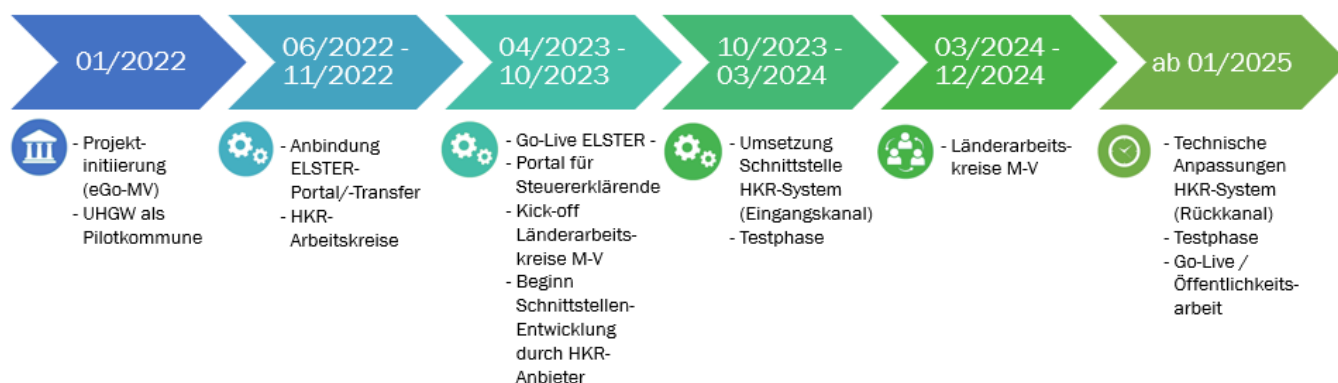 01/2022
- Projekt-
initiierung
(eGo-MV)
- UHGW als
Pilotkommune
06/2022 -
11/2022
- Anbindung
ELSTER-
Portal/-Transfer
- HKR-
Arbeitskreise
04/2023 -
10/2023
- Go-Live ELSTER -
- Portal für
Steuererklärende
- Kick-off
Länderarbeits-
kreise M-V
- Beginn
Schnittstellen-
Entwicklung
durch HKR-
Anbieter
10/2023 -
03/2024
- Umsetzung
Schnittstelle
HKR-System
(Eingangskanal)
- Testphase
03/2024 -
12/2024
- Länderarbeits-
kreise M-V
ab 01/2025
- Technische
Anpassungen
HKR-System
(Rückkanal)
- Testphase
- Go-Live /
Öffentlichkeits-
arbeit